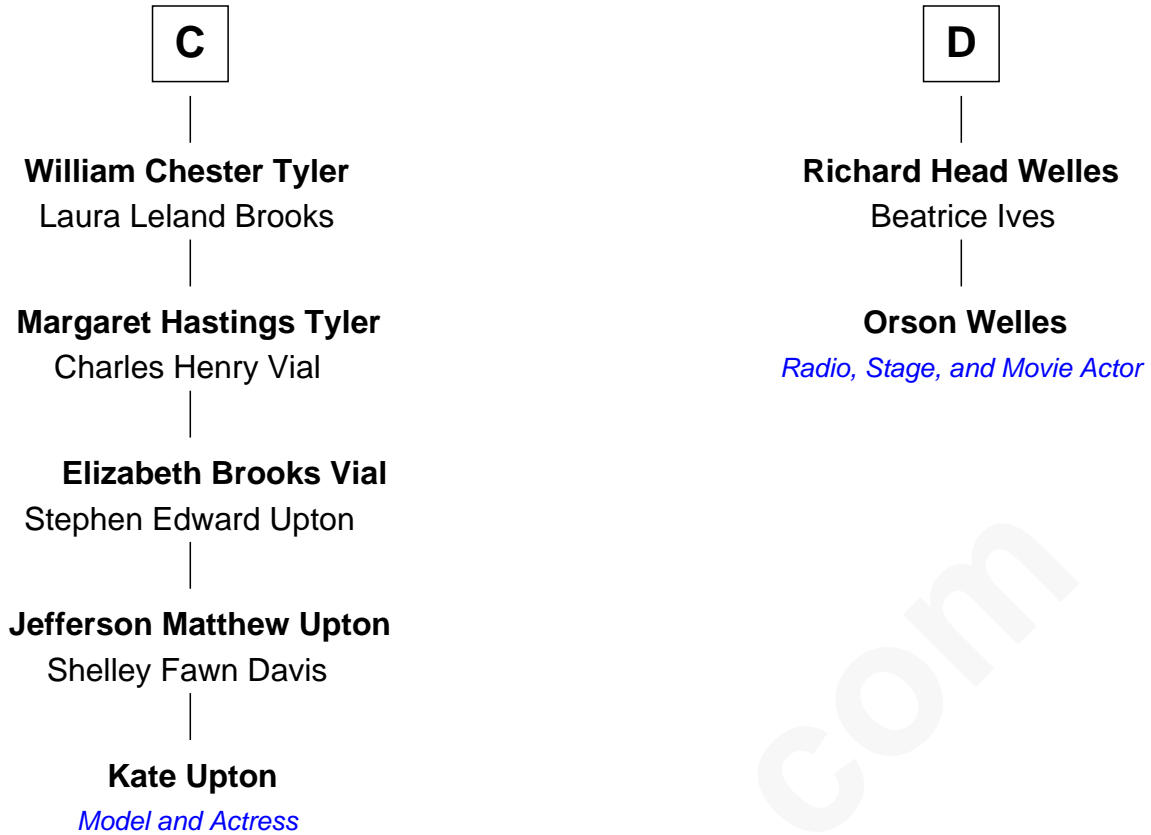 C
William Chester Tyler
Laura Leland Brooks
Margaret Hastings Tyler
Charles Henry Vial
Elizabeth Brooks Vial
Stephen Edward Upton
Jefferson Matthew Upton
Shelley Fawn Davis
Kate Upton
Model and Actress
D
Richard Head Welles
Beatrice Ives
Orson Welles
Radio, Stage, and Movie Actor
com